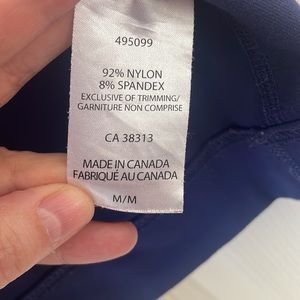 495099
92% NYLON
8% SPANDEX
EXCLUSIVE OF TRIMMING/
GARNITURE NON COMPRISE
CA 38313
MADE IN CANADA
FABRIQUÉ AU CANADA
M/M